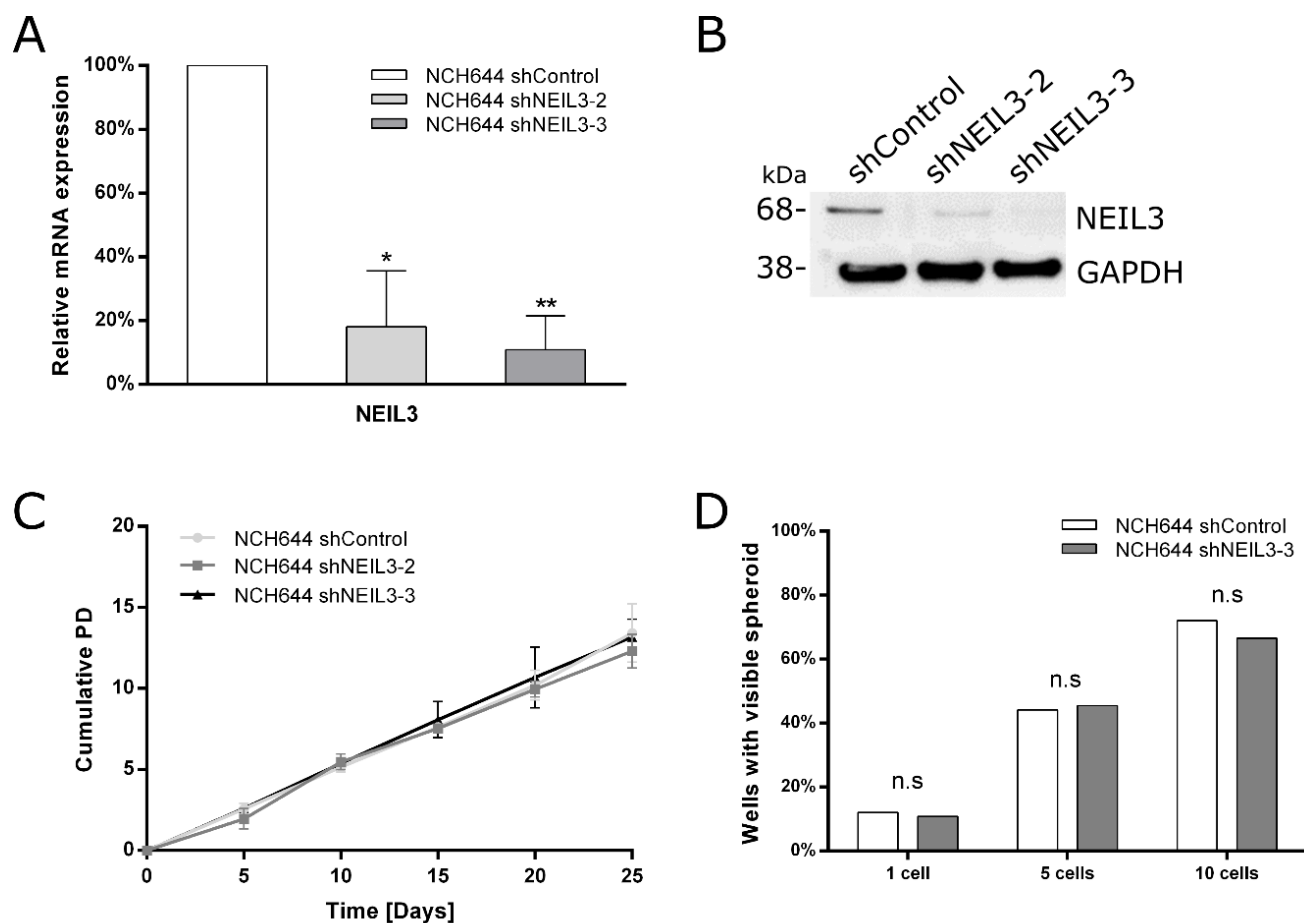 A
Relative mRNA expression
100%
80%
60%
40%
20%
0%
NCH644 shControl
NCH644 shNEIL3-2
NCH644 shNEIL3-3
*
**
NEIL3
B
shControl
shNEIL3-2
shNEIL3-3
kDa
68-
NEIL3
38-
GAPDH
C
Cumulative PD
20
15
10
5
0
NCH644 shControl
NCH644 shNEIL3-2
NCH644 shNEIL3-3
0 5 10 15 20 25
Time [Days]
D
Wells with visible spheroid
100%
80%
60%
40%
20%
0%
NCH644 shControl
NCH644 shNEIL3-3
n.s
n.s
n.s
1 cell 5 cells 10 cells